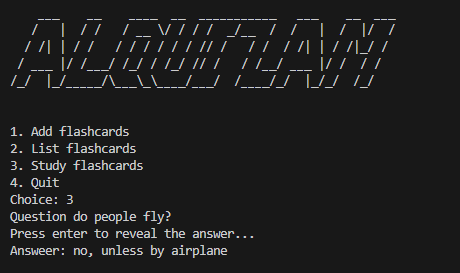 ALQUIZAM
1. Add flashcards
2. List flashcards
3. Study flashcards
4. Quit
Choice: 3
Question do people fly?
Press enter to reveal the answer...
Answeer: no, unless by airplane